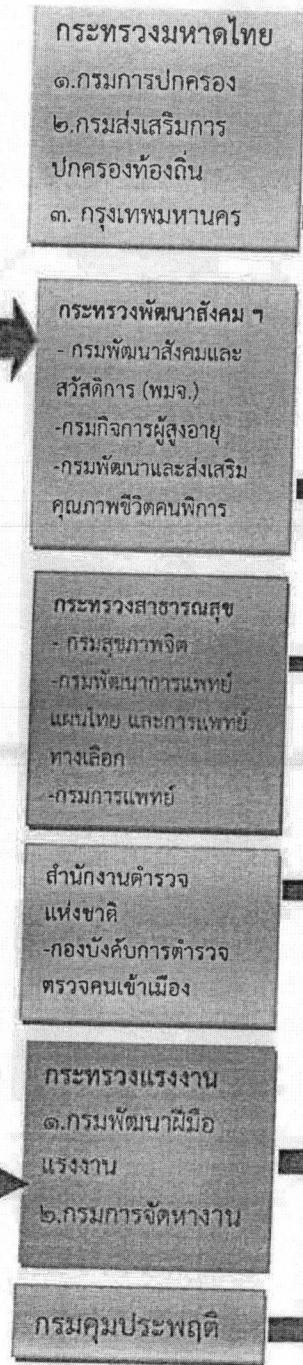 กระทรวงมหาดไทย
๑.กรมการปกครอง
๒.กรมส่งเสริมการ
ปกครองท้องถิ่น
๓. กรุงเทพมหานคร
กระทรวงพัฒนาสังคม ฯ
- กรมพัฒนาสังคมและ
สวัสดิการ (พมจ.)
-กรมกิจการผู้สูงอายุ
-กรมพัฒนาและส่งเสริม
คุณภาพชีวิตคนพิการ
กระทรวงสาธารณสุข
- กรมสุขภาพจิต
-กรมพัฒนาการแพทย์
แผนไทย และการแพทย์
ทางเลือก
-กรมการแพทย์
สำนักงานตำรวจ
แห่งชาติ
-กองบังคับการตำรวจ
ตรวจคนเข้าเมือง
กระทรวงแรงงาน
๑.กรมพัฒนาฝีมือ
แรงงาน
๒.กรมการจัดหางาน
กรมคุมประพฤติ